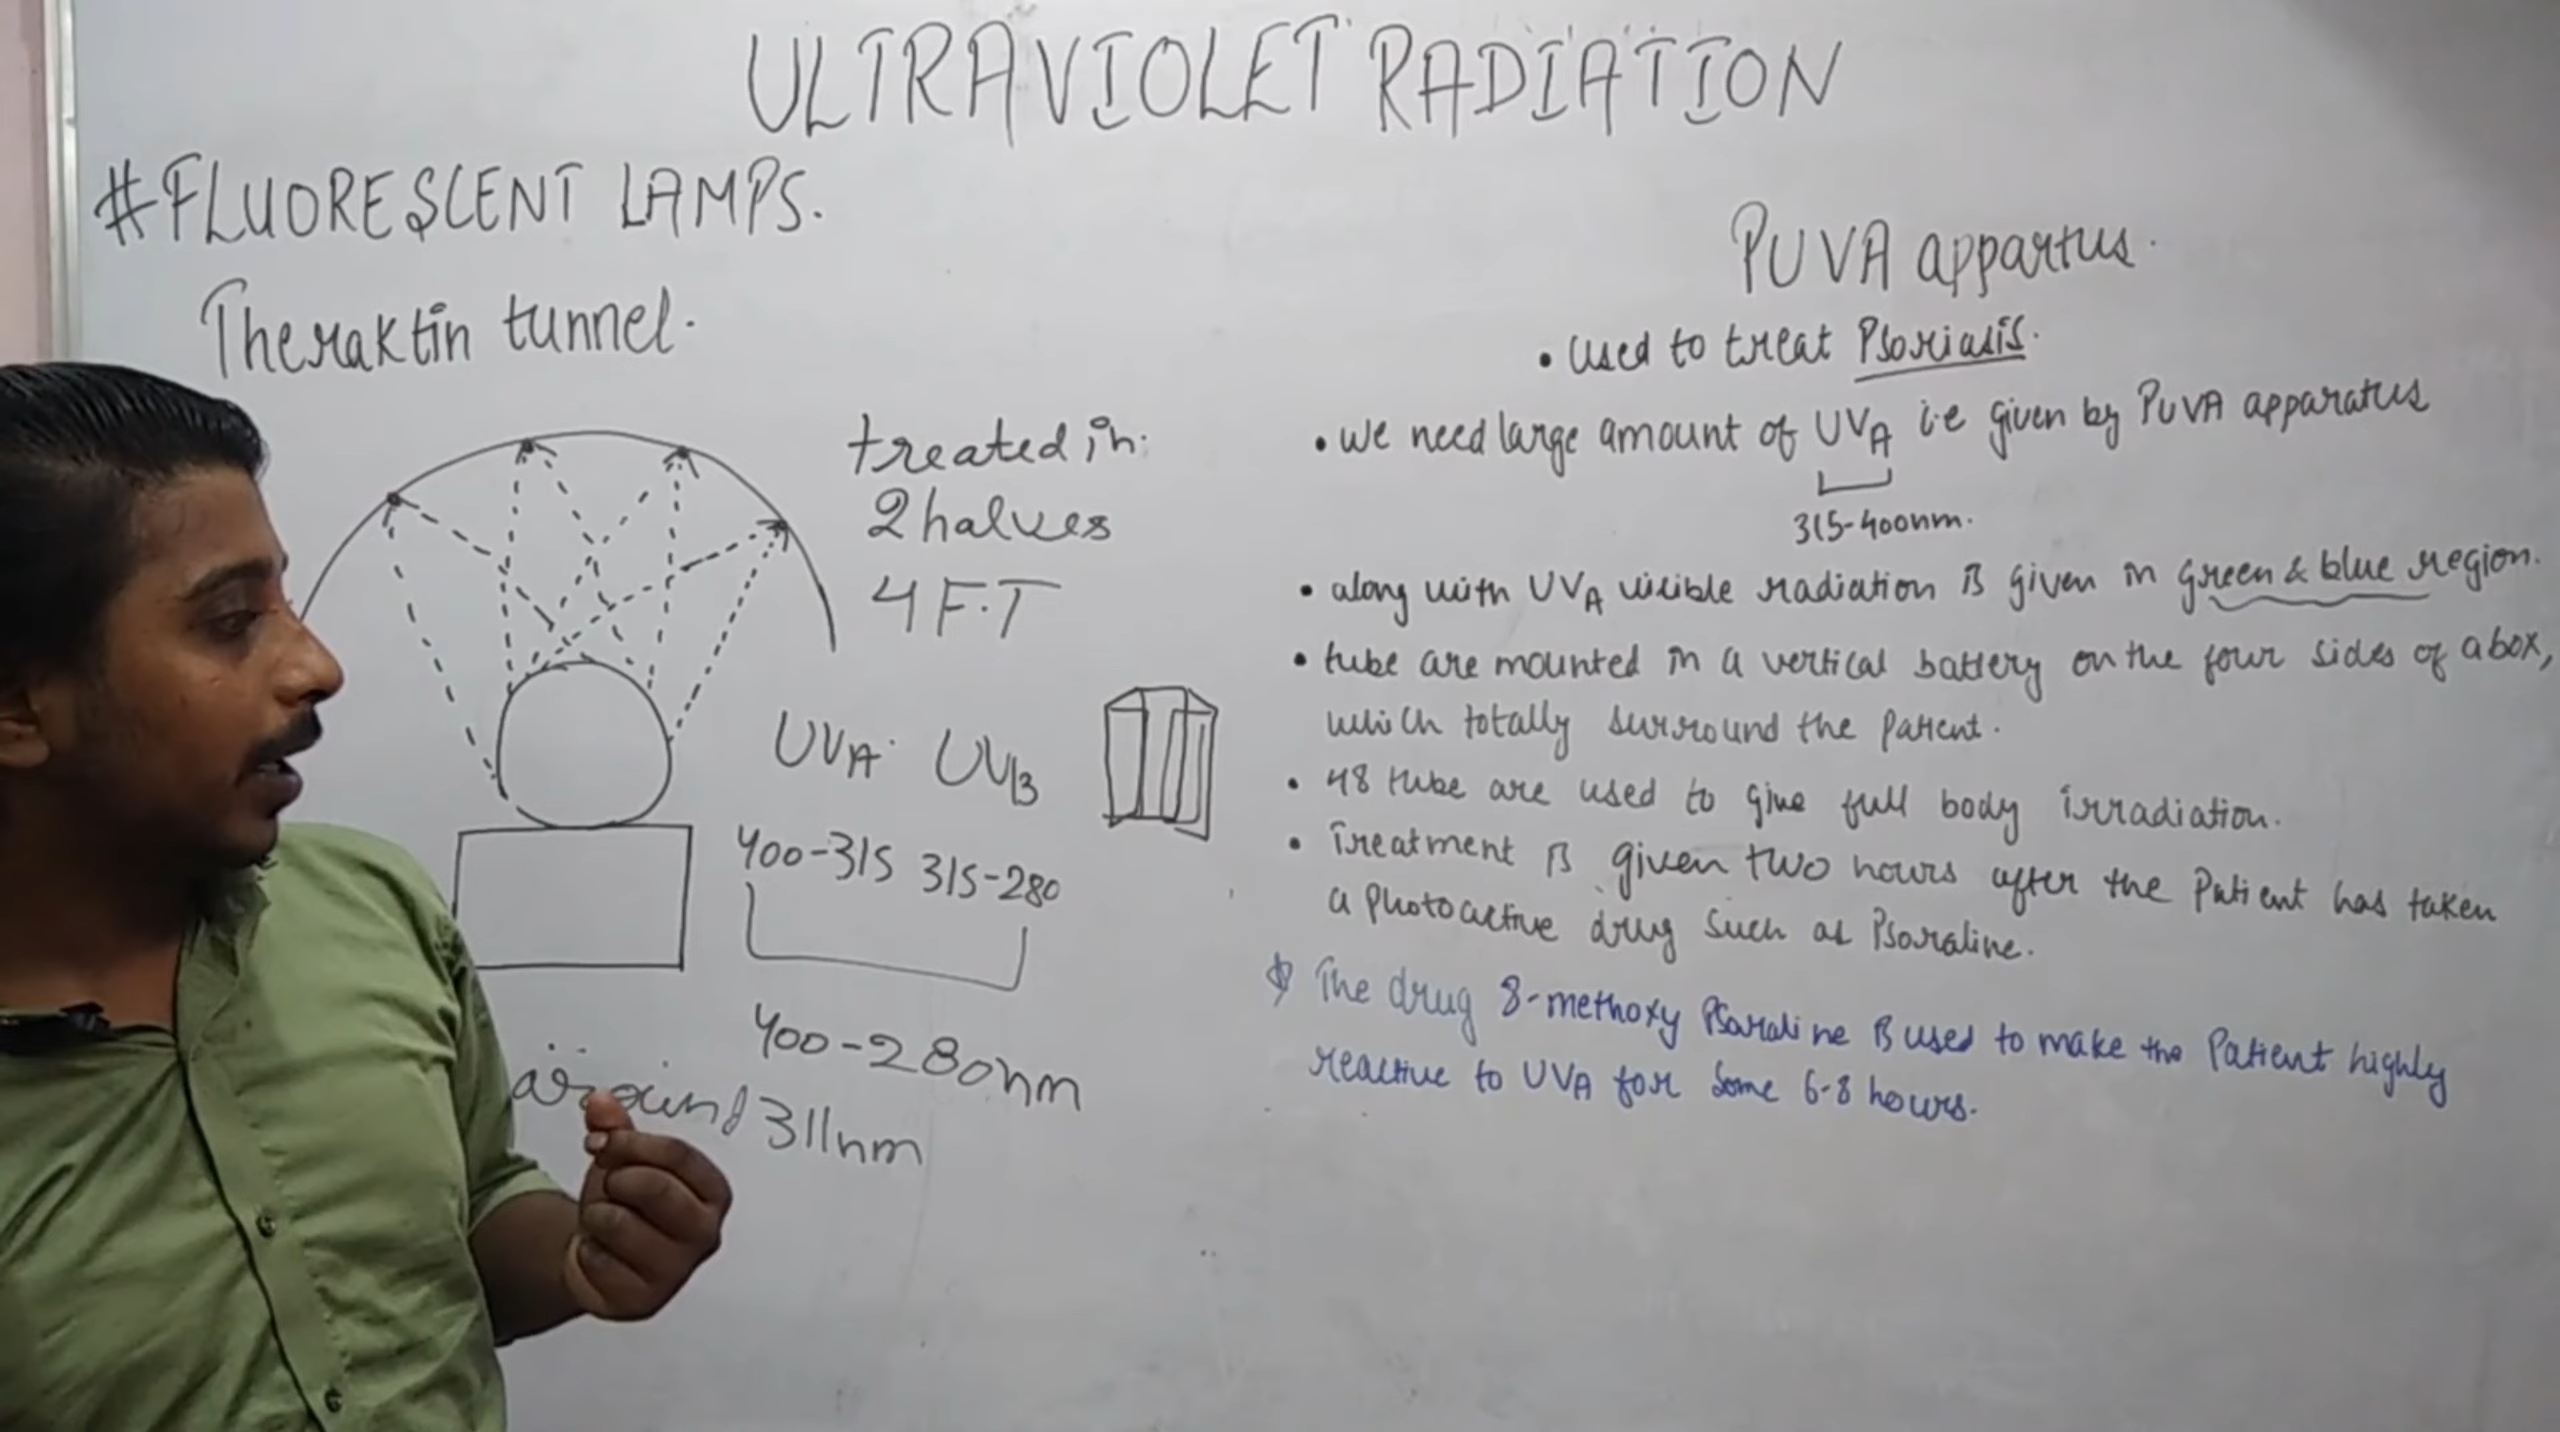 ULTRAVIOLET RADIATION
#FLUORESCENT LAMPS.
Theraktin tunnel.
treated in:
2 halves
4 F.T
UVA. UVB
400-315 315-280
400-280nm
around 311nm
PUVA appartus.
• Used to treat Psoriasis.
• We need large amount of UVA i.e given by PUVA apparatus
315-400nm.
• along with UVA visible radiation is given in green & blue region.
• tube are mounted in a vertical battery on the four sides of a box,
which totally surround the patient.
• 48 tube are used to give full body irradiation.
• Treatment is given two hours after the Patient has taken
a Photoactive drug such as Psoraline.
The drug 8-methoxy Psoraline is used to make the Patient highly
reactive to UVA for some 6-8 hours.